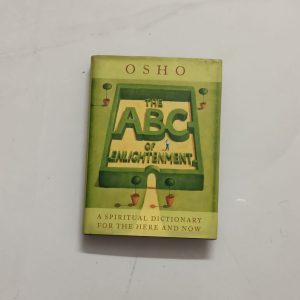 OSHO
THE
ABC
OF
ENLIGHTENMENT
A SPIRITUAL DICTIONARY
FOR THE HERE AND NOW